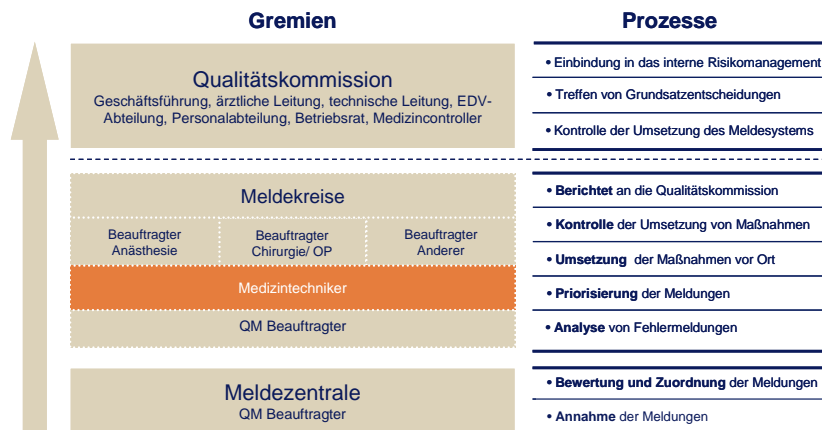 Gremien
Prozesse
Qualitätskommission
Geschäftsführung, ärztliche Leitung, technische Leitung, EDV-
Abteilung, Personalabteilung, Betriebsrat, Medizincontroller
• Einbindung in das interne Risikomanagement
• Treffen von Grundsatzentscheidungen
• Kontrolle der Umsetzung des Meldesystems
Meldekreise
Beauftragter
Anästhesie
Beauftragter
Chirurgie/ OP
Beauftragter
Anderer
Medizintechniker
QM Beauftragter
• Berichtet an die Qualitätskommission
• Kontrolle der Umsetzung von Maßnahmen
• Umsetzung der Maßnahmen vor Ort
• Priorisierung der Meldungen
• Analyse von Fehlermeldungen
Meldezentrale
QM Beauftragter
• Bewertung und Zuordnung der Meldungen
• Annahme der Meldungen